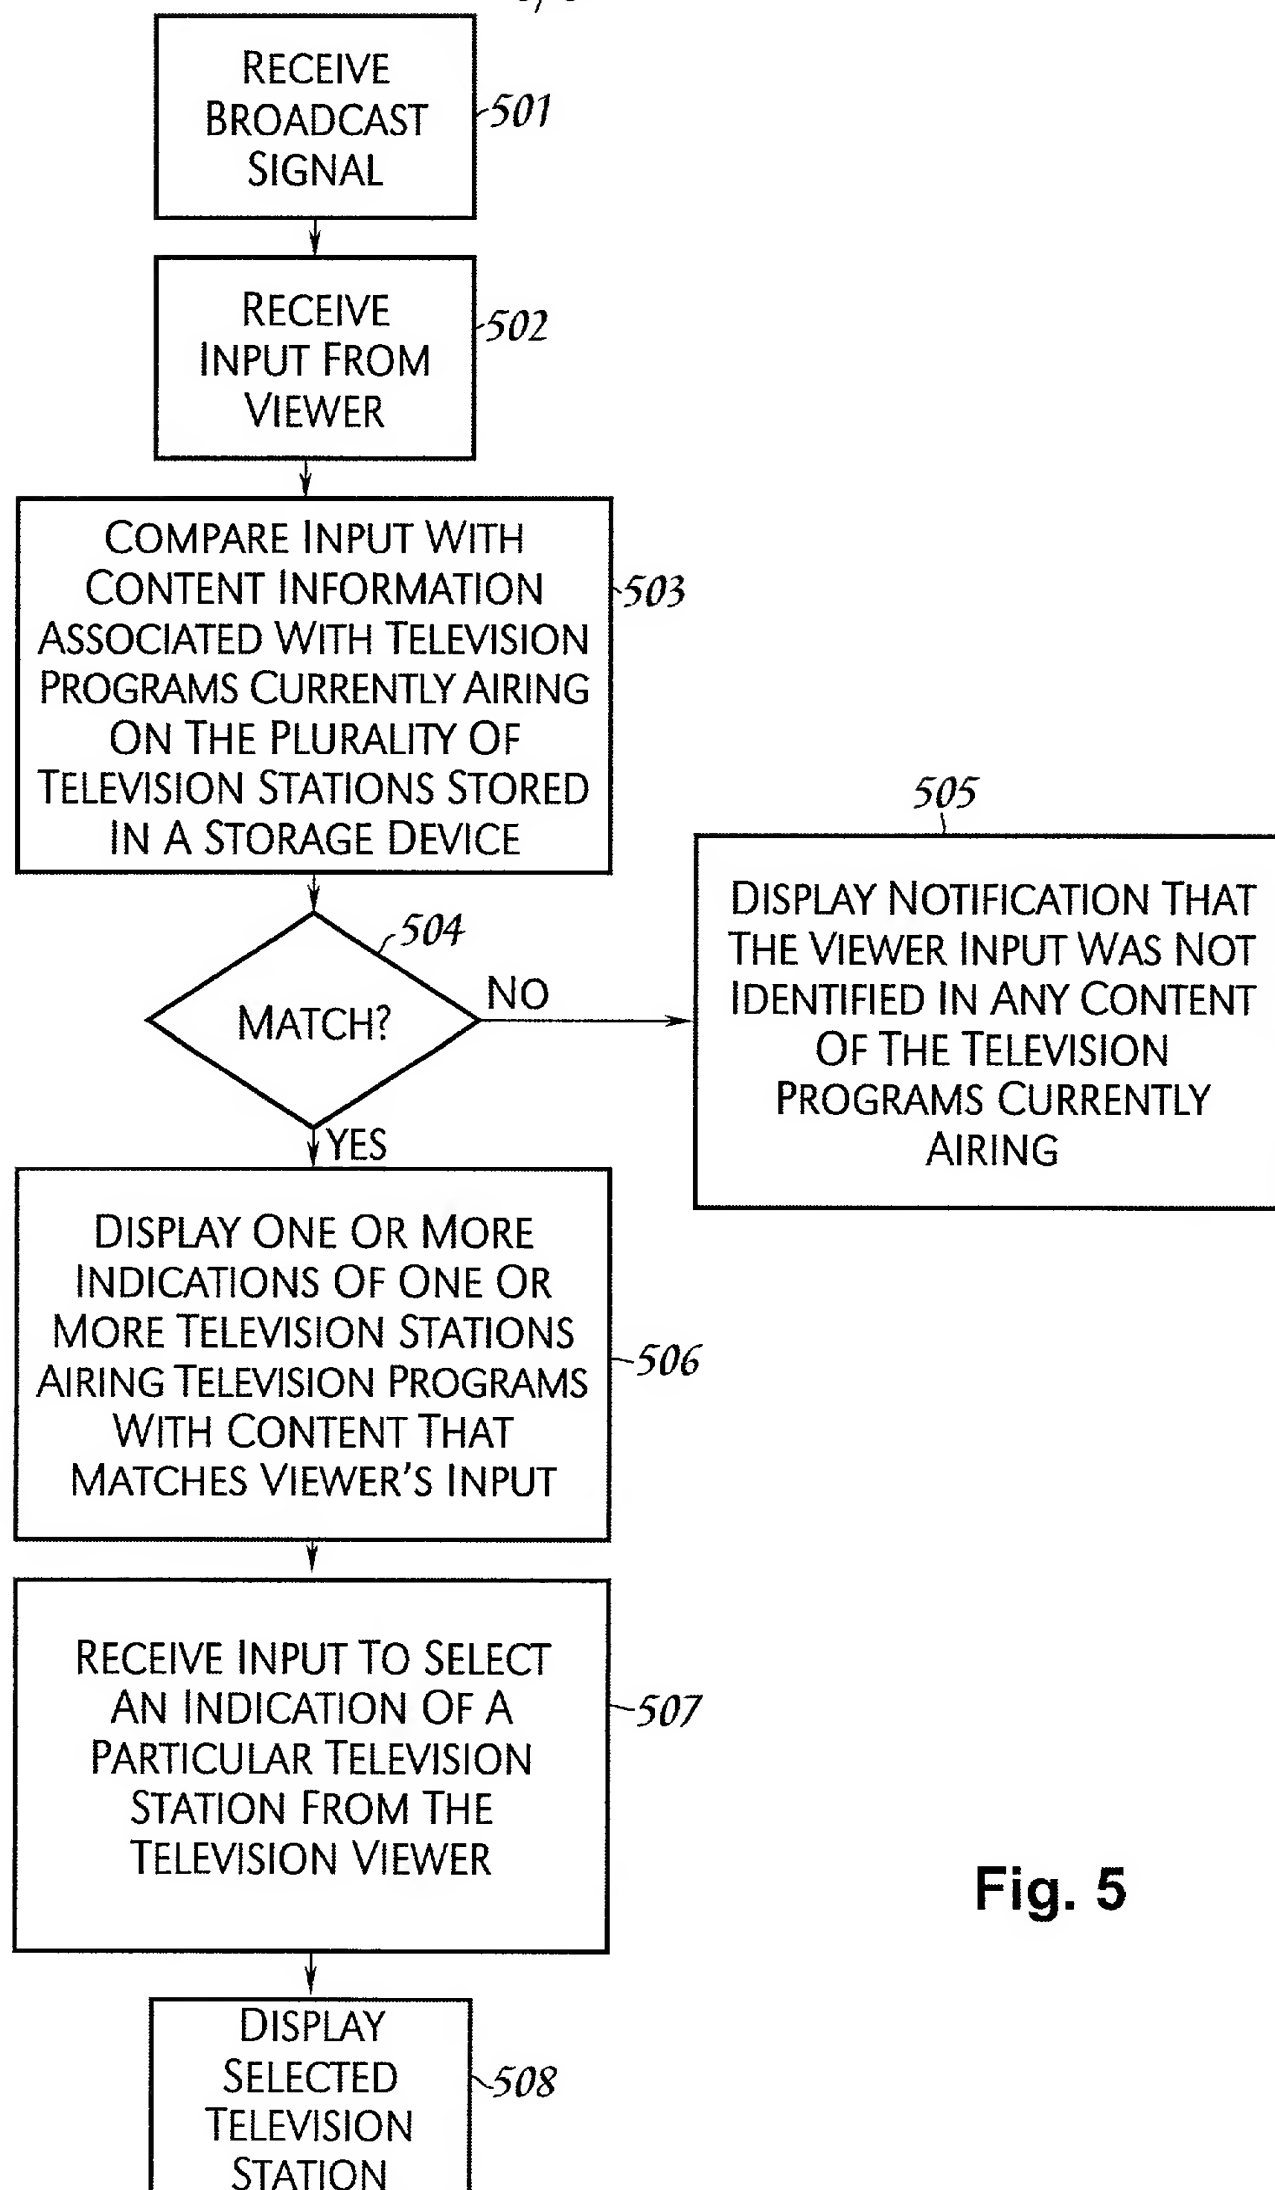 RECEIVE
BROADCAST
SIGNAL
501
RECEIVE
INPUT FROM
VIEWER
502
COMPARE INPUT WITH
CONTENT INFORMATION
ASSOCIATED WITH TELEVISION
PROGRAMS CURRENTLY AIRING
ON THE PLURALITY OF
TELEVISION STATIONS STORED
IN A STORAGE DEVICE
503
504
MATCH?
NO
YES
505
DISPLAY NOTIFICATION THAT
THE VIEWER INPUT WAS NOT
IDENTIFIED IN ANY CONTENT
OF THE TELEVISION
PROGRAMS CURRENTLY
AIRING
DISPLAY ONE OR MORE
INDICATIONS OF ONE OR
MORE TELEVISION STATIONS
AIRING TELEVISION PROGRAMS
WITH CONTENT THAT
MATCHES VIEWER'S INPUT
506
RECEIVE INPUT TO SELECT
AN INDICATION OF A
PARTICULAR TELEVISION
STATION FROM THE
TELEVISION VIEWER
507
Fig. 5
DISPLAY
SELECTED
TELEVISION
STATION
508